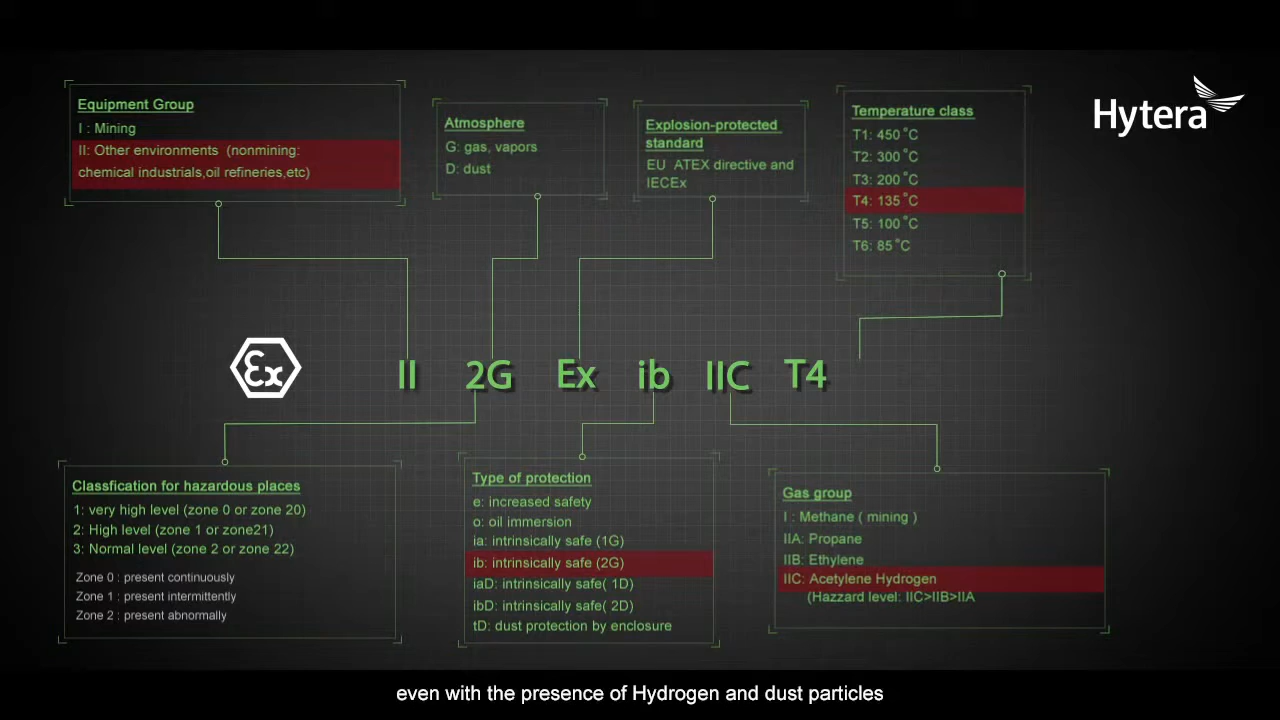 Equipment Group
I : Mining
II: Other environments (nonmining:
chemical industrials,oil refineries,etc)
Atmosphere
G: gas, vapors
D: dust
Explosion-protected
standard
EU ATEX directive and
IECEx
Temperature class
T1: 450˚C
T2: 300˚C
T3: 200˚C
T4: 135˚C
T5: 100˚C
T6: 85˚C
Hytera
Ex II 2G Ex ib IIC T4
Classfication for hazardous places
1: very high level (zone 0 or zone 20)
2: High level (zone 1 or zone21)
3: Normal level (zone 2 or zone 22)
Zone 0 : present continuously
Zone 1 : present intermittently
Zone 2 : present abnormally
Type of protection
e: increased safety
o: oil immersion
ia: intrinsically safe (1G)
ib: intrinsically safe (2G)
iaD: intrinsically safe( 1D)
ibD: intrinsically safe( 2D)
tD: dust protection by enclosure
Gas group
I : Methane ( mining )
IIA: Propane
IIB: Ethylene
IIC: Acetylene Hydrogen
(Hazzard level: IIC>IIB>IIA
even with the presence of Hydrogen and dust particles